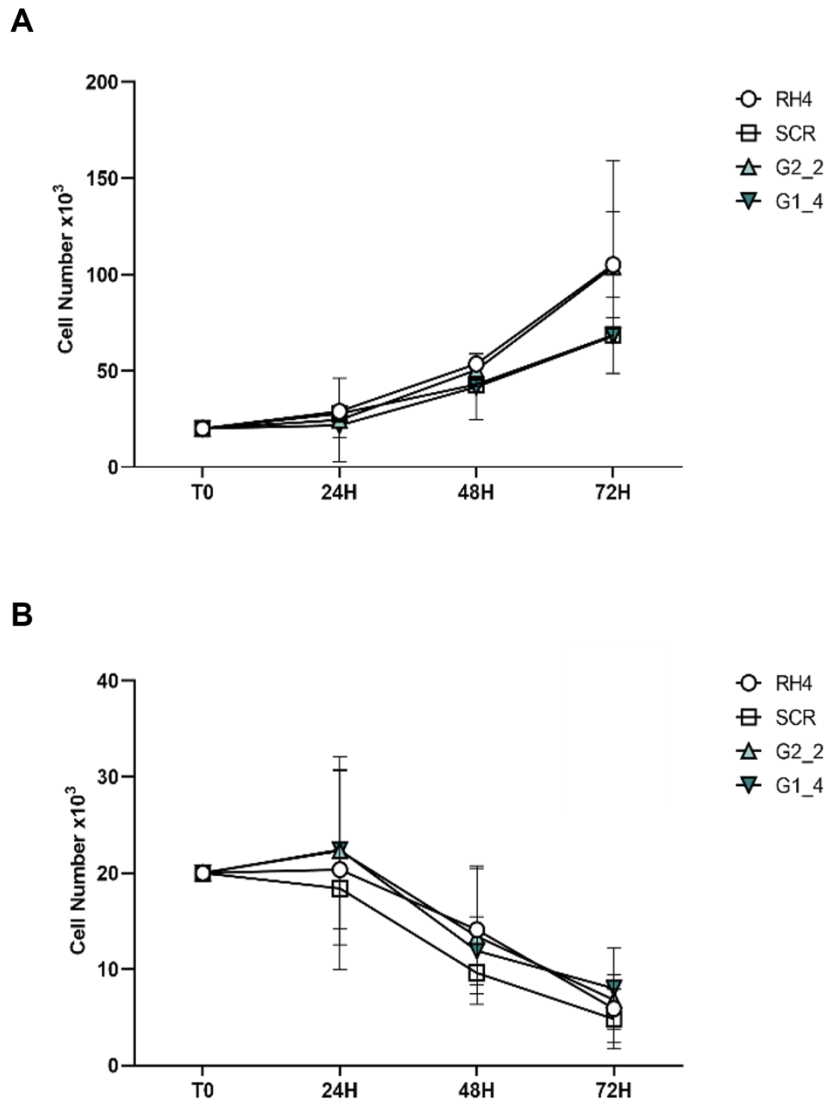 A
200
150
100
50
0
Cell Number x10³
T0 24H 48H 72H
RH4
SCR
G2_2
G1_4
B
40
30
20
10
0
Cell Number x10³
T0 24H 48H 72H
RH4
SCR
G2_2
G1_4